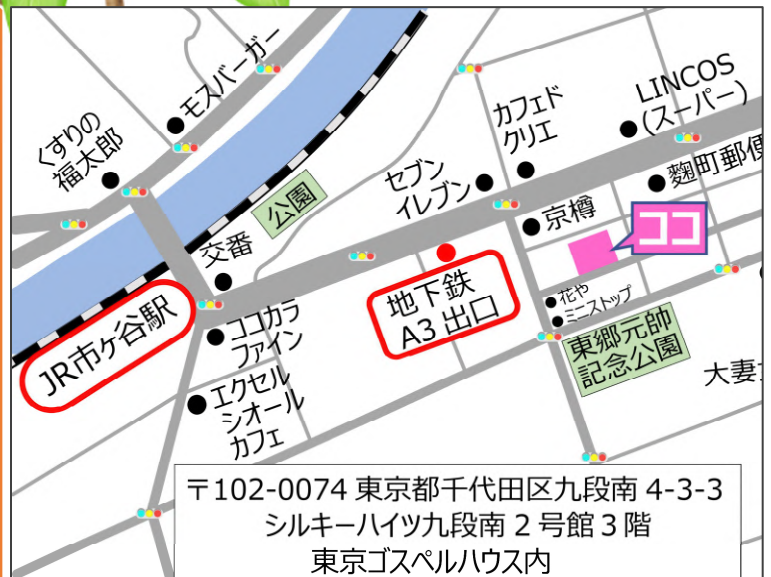 モスバーガー
くすりの
福太郎
公園
交番
JR市ヶ谷駅
ココカラ
ファイン
エクセル
シオール
カフェ
セブン
イレブン
カフェド
クリエ
LINCOS
(スーパー)
麴町郵便
京樽
ココ
地下鉄
A3 出口
花や
ミニストップ
東郷元帥
記念公園
大妻
〒102-0074 東京都千代田区九段南 4-3-3
シルキーハイツ九段南 2 号館 3 階
東京ゴスペルハウス内